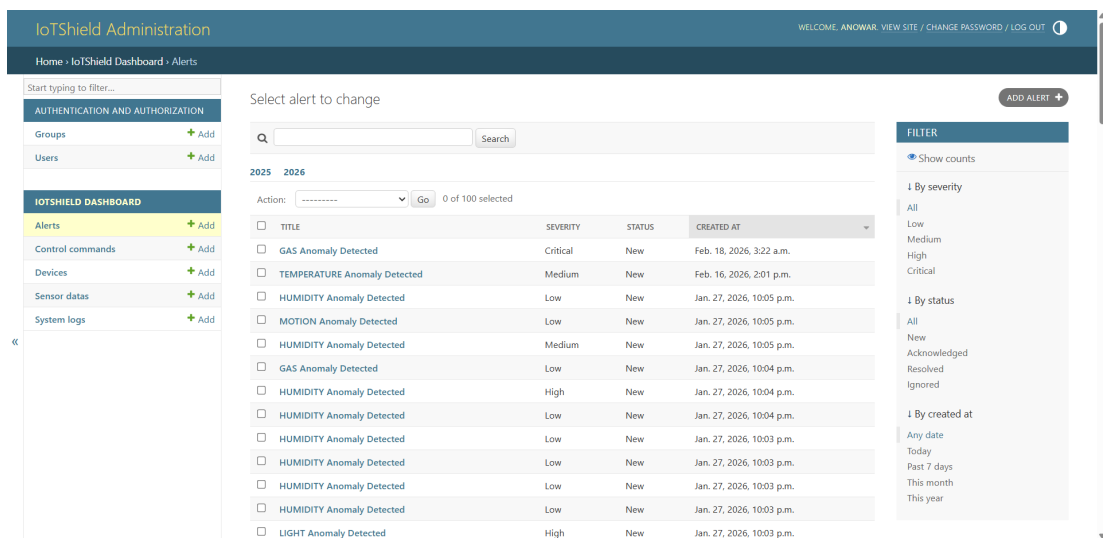 IoTShield Administration
WELCOME, ANOWAR. VIEW SITE / CHANGE PASSWORD / LOG OUT
Home › IoTShield Dashboard › Alerts
Start typing to filter...
AUTHENTICATION AND AUTHORIZATION
Groups + Add
Users + Add
IOTSHIELD DASHBOARD
Alerts + Add
Control commands + Add
Devices + Add
Sensor datas + Add
System logs + Add
«
Select alert to change
ADD ALERT +
Search
2025 2026
Action: --------- Go 0 of 100 selected
TITLE SEVERITY STATUS CREATED AT
GAS Anomaly Detected Critical New Feb. 18, 2026, 3:22 a.m.
TEMPERATURE Anomaly Detected Medium New Feb. 16, 2026, 2:01 p.m.
HUMIDITY Anomaly Detected Low New Jan. 27, 2026, 10:05 p.m.
MOTION Anomaly Detected Low New Jan. 27, 2026, 10:05 p.m.
HUMIDITY Anomaly Detected Medium New Jan. 27, 2026, 10:05 p.m.
GAS Anomaly Detected Low New Jan. 27, 2026, 10:04 p.m.
HUMIDITY Anomaly Detected High New Jan. 27, 2026, 10:04 p.m.
HUMIDITY Anomaly Detected Low New Jan. 27, 2026, 10:04 p.m.
HUMIDITY Anomaly Detected Low New Jan. 27, 2026, 10:03 p.m.
HUMIDITY Anomaly Detected Low New Jan. 27, 2026, 10:03 p.m.
HUMIDITY Anomaly Detected Low New Jan. 27, 2026, 10:03 p.m.
HUMIDITY Anomaly Detected Low New Jan. 27, 2026, 10:03 p.m.
LIGHT Anomaly Detected High New Jan. 27, 2026, 10:03 p.m.
FILTER
Show counts
↓ By severity
All
Low
Medium
High
Critical
↓ By status
All
New
Acknowledged
Resolved
Ignored
↓ By created at
Any date
Today
Past 7 days
This month
This year